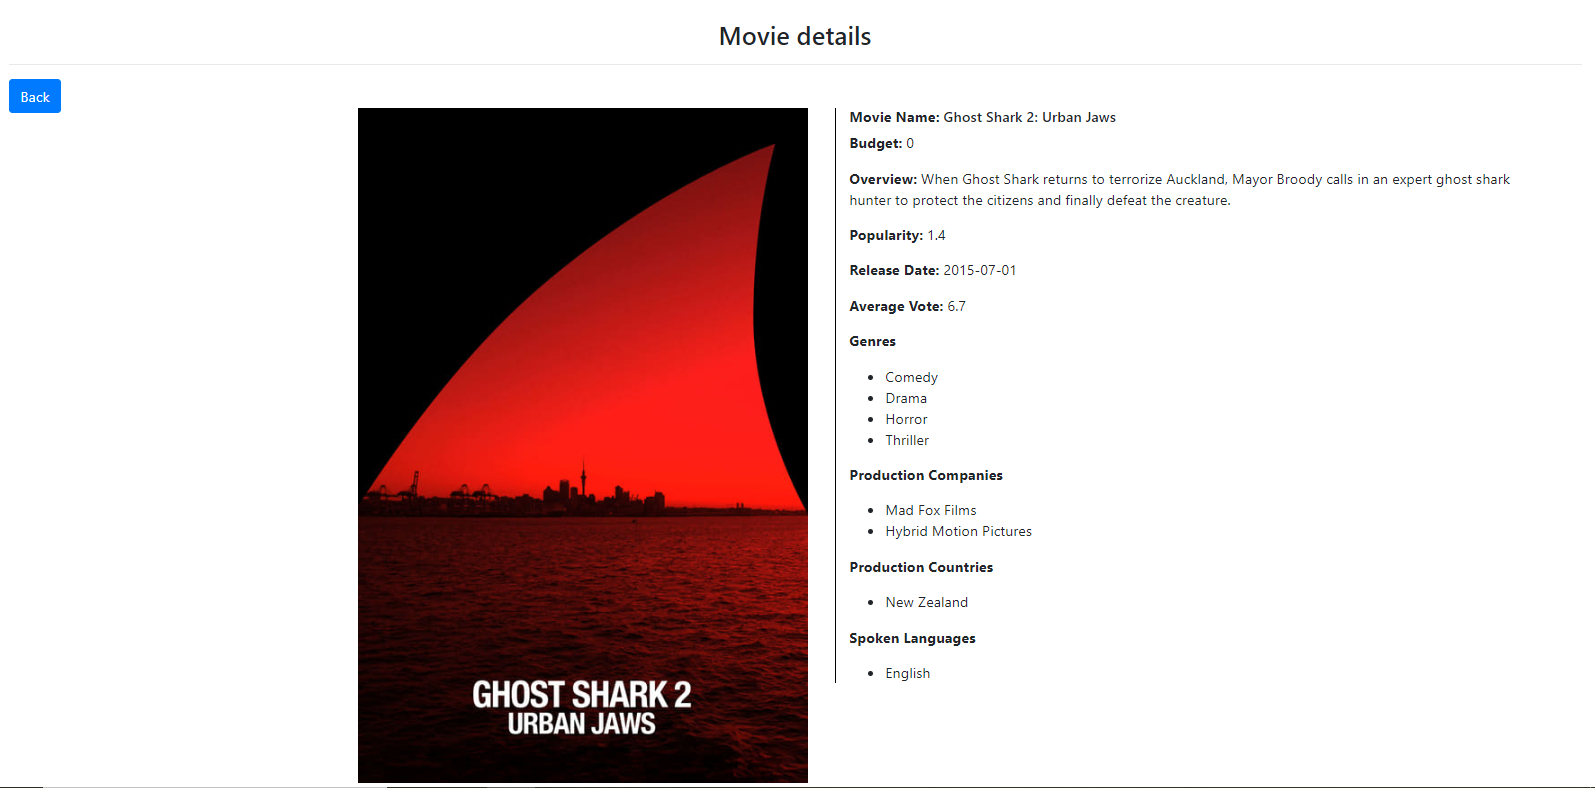 Movie details
Back
Movie Name: Ghost Shark 2: Urban Jaws
Budget: 0
Overview: When Ghost Shark returns to terrorize Auckland, Mayor Broody calls in an expert ghost shark
hunter to protect the citizens and finally defeat the creature.
Popularity: 1.4
Release Date: 2015-07-01
Average Vote: 6.7
Genres
Comedy
Drama
Horror
Thriller
Production Companies
Mad Fox Films
Hybrid Motion Pictures
Production Countries
New Zealand
Spoken Languages
English
GHOST SHARK 2
URBAN JAWS